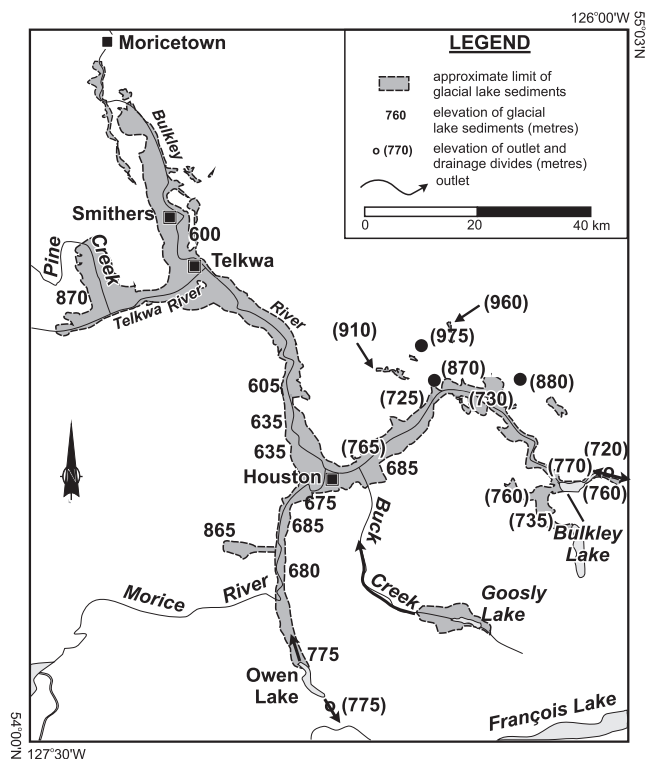 126°00'W
55°03'N
Moricetown
LEGEND
approximate limit of
glacial lake sediments
760
elevation of glacial
lake sediments (metres)
(770)
elevation of outlet and
drainage divides (metres)
outlet
0
20
40 km
Bulkley
Smithers
600
Pine
Creek
Telkwa
870
Telkwa River
River
(960)
(910)
(975)
(870)
(880)
605
(725)
(730)
635
635
(765)
(720)
Houston
685
(770)
675
(760)
(760)
685
Buck
(735)
865
Bulkley
Lake
680
Morice
River
Creek
Goosly
Lake
775
Owen
Lake
(775)
François Lake
54°00'N
127°30'W